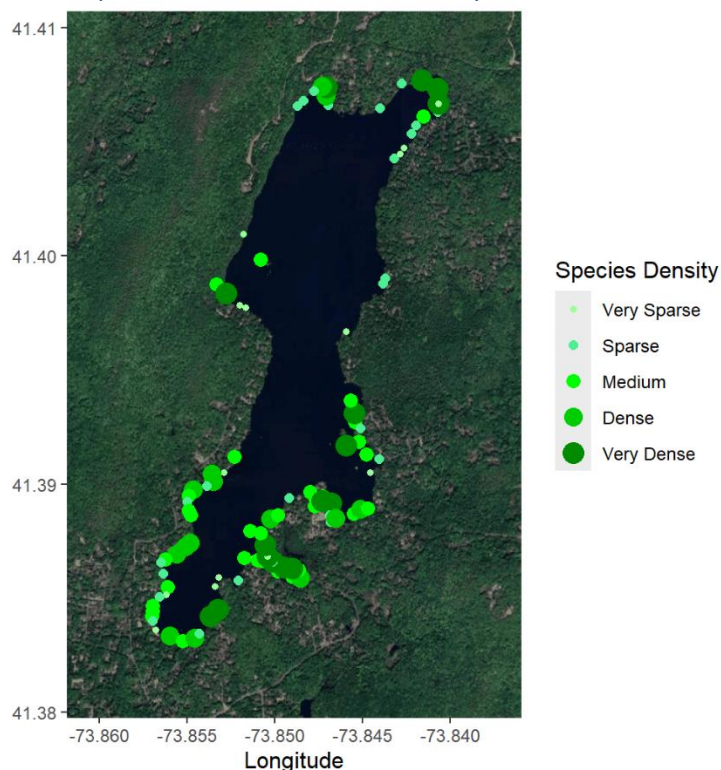 41.41
41.40
41.39
41.38
-73.860
-73.855
-73.850
-73.845
-73.840
Longitude
Species Density
Very Sparse
Sparse
Medium
Dense
Very Dense